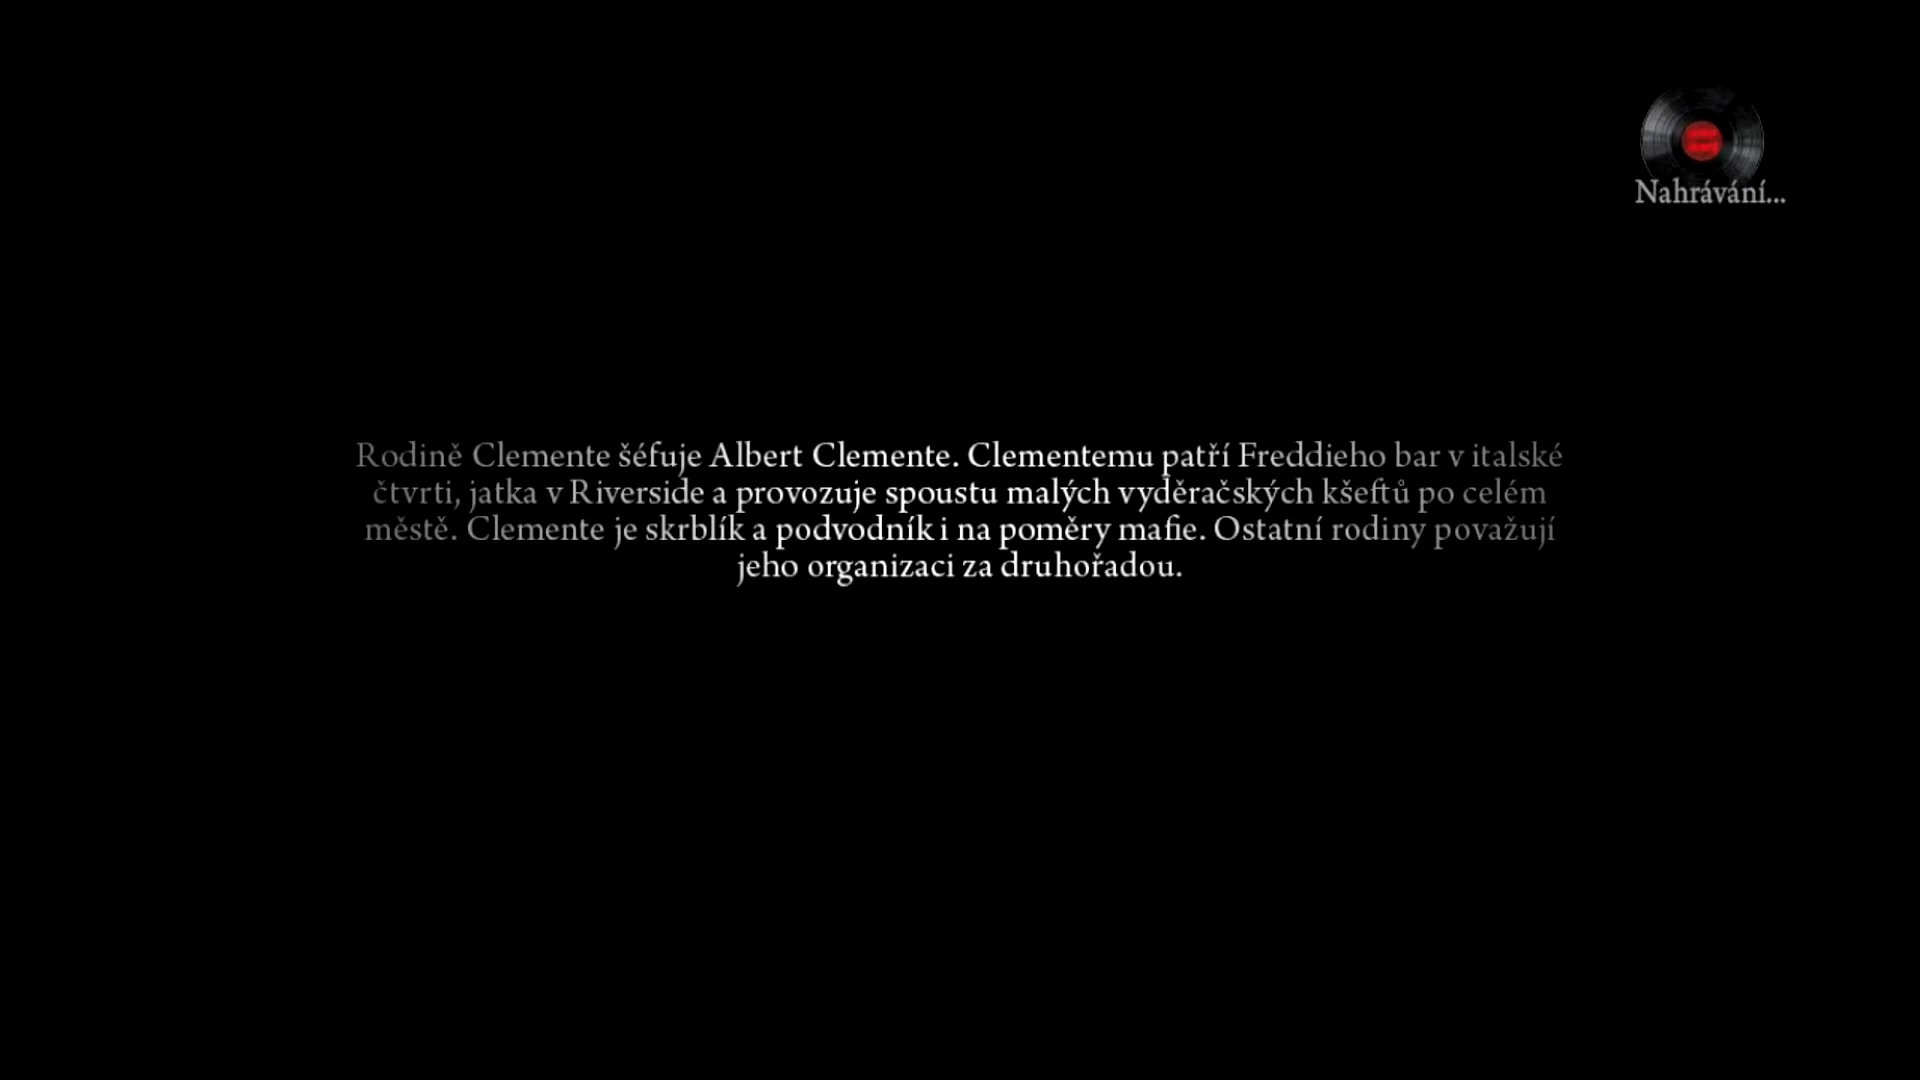 Nahrávání...
Rodině Clemente šéfuje Albert Clemente. Clementemu patří Freddieho bar v italské
čtvrti, jatka v Riverside a provozuje spoustu malých vyděračských kšeftů po celém
městě. Clemente je skrblík a podvodník i na poměry mafie. Ostatní rodiny považují
jeho organizaci za druhořadou.